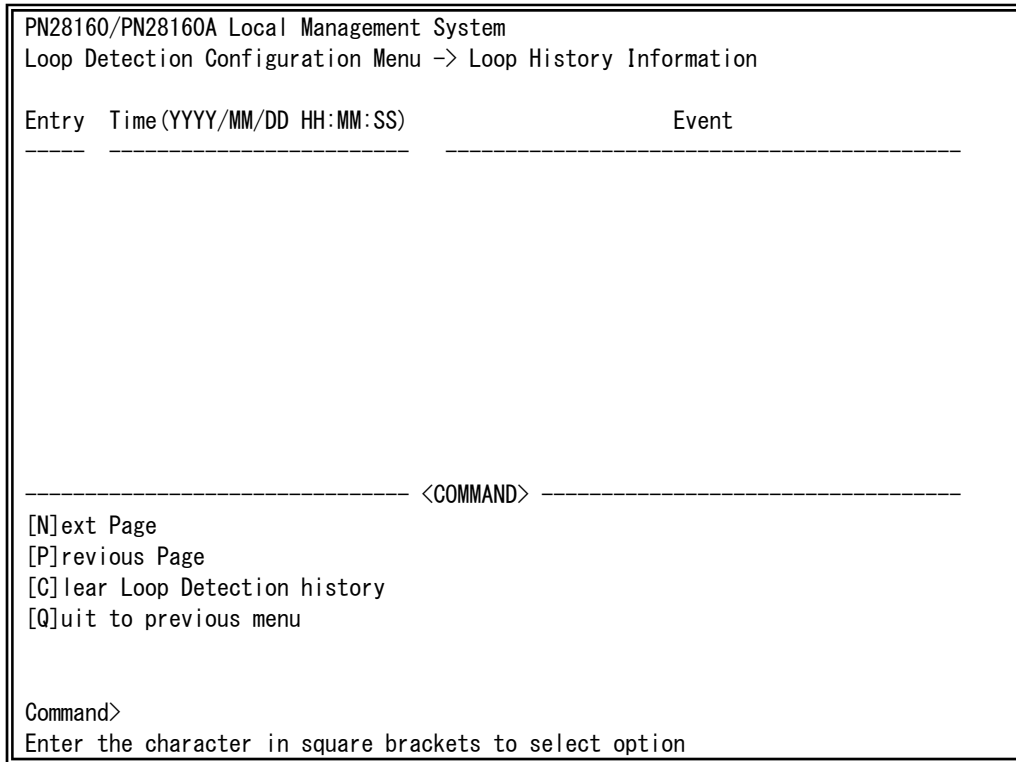 PN28160/PN28160A Local Management System
Loop Detection Configuration Menu -> Loop History Information
Entry  Time(YYYY/MM/DD HH:MM:SS)                      Event
-----  -------------------------   -------------------------------------------
-------------------------------- <COMMAND> -----------------------------------
[N]ext Page
[P]revious Page
[C]lear Loop Detection history
[Q]uit to previous menu
Command>
Enter the character in square brackets to select option